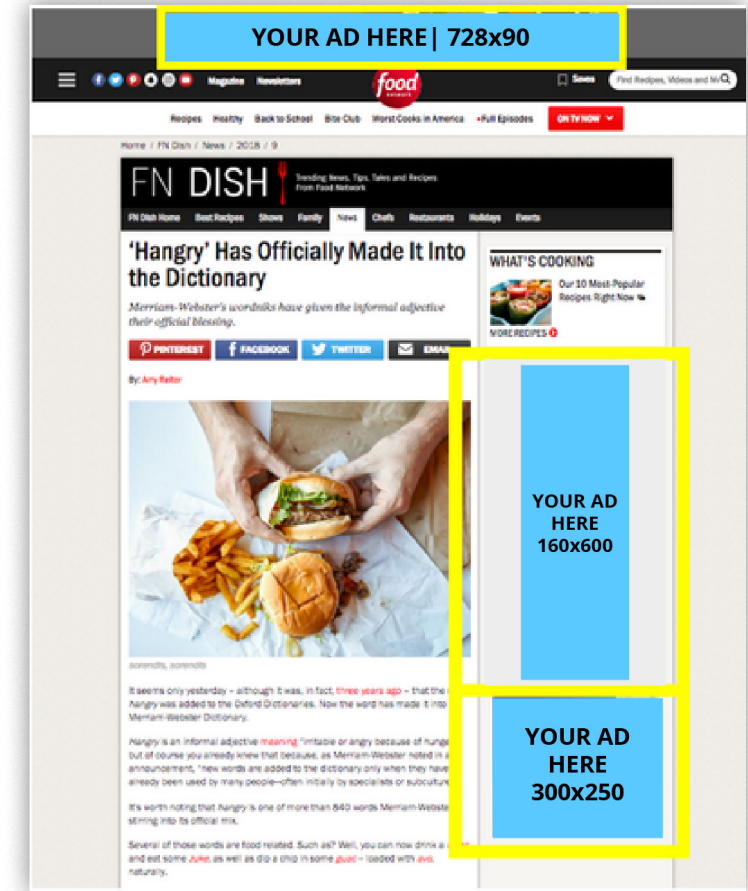 YOUR AD HERE| 728x90
Magazine Newsletters
food
network
Saves
Find Recipes, Videos and
Recipes Healthy Back to School Bite Club Worst Cooks in America •Full Episodes ON TV NOW
Home / FN Dish / News / 2018 / 9
FN DISH
Trending News, Tips, Tales and Recipes
From Food Network
FN Dish Home Best Recipes Shows Family News Chefs Restaurants Holidays Events
‘Hangry’ Has Officially Made It Into
the Dictionary
Merriam-Webster's wordniks have given the informal adjective
their official blessing.
PINTEREST FACEBOOK TWITTER EMAI
By: Amy Reiter
WHAT'S COOKING
Our 10 Most-Popular
Recipes Right Now
MORE RECIPES
YOUR AD
HERE
160x600
sorendls, sorendls
It seems only yesterday – although it was, in fact, three years ago – that the
hangry was added to the Oxford Dictionaries. Now the word has made it into
Merriam-Webster Dictionary.
Hangry is an informal adjective meaning "irritable or angry because of hunge
but of course you already knew that because, as Merriam-Webster noted in a
announcement, "new words are added to the dictionary only when they have
already been used by many people—often initially by specialists or subculture
It's worth noting that hangry is one of more than 840 words Merriam-Webste
stirring into its official mix.
Several of those words are food related. Such as? Well, you can now drink a
and eat some zuke, as well as dip a chip in some guac – loaded with avo,
naturally.
YOUR AD
HERE
300x250